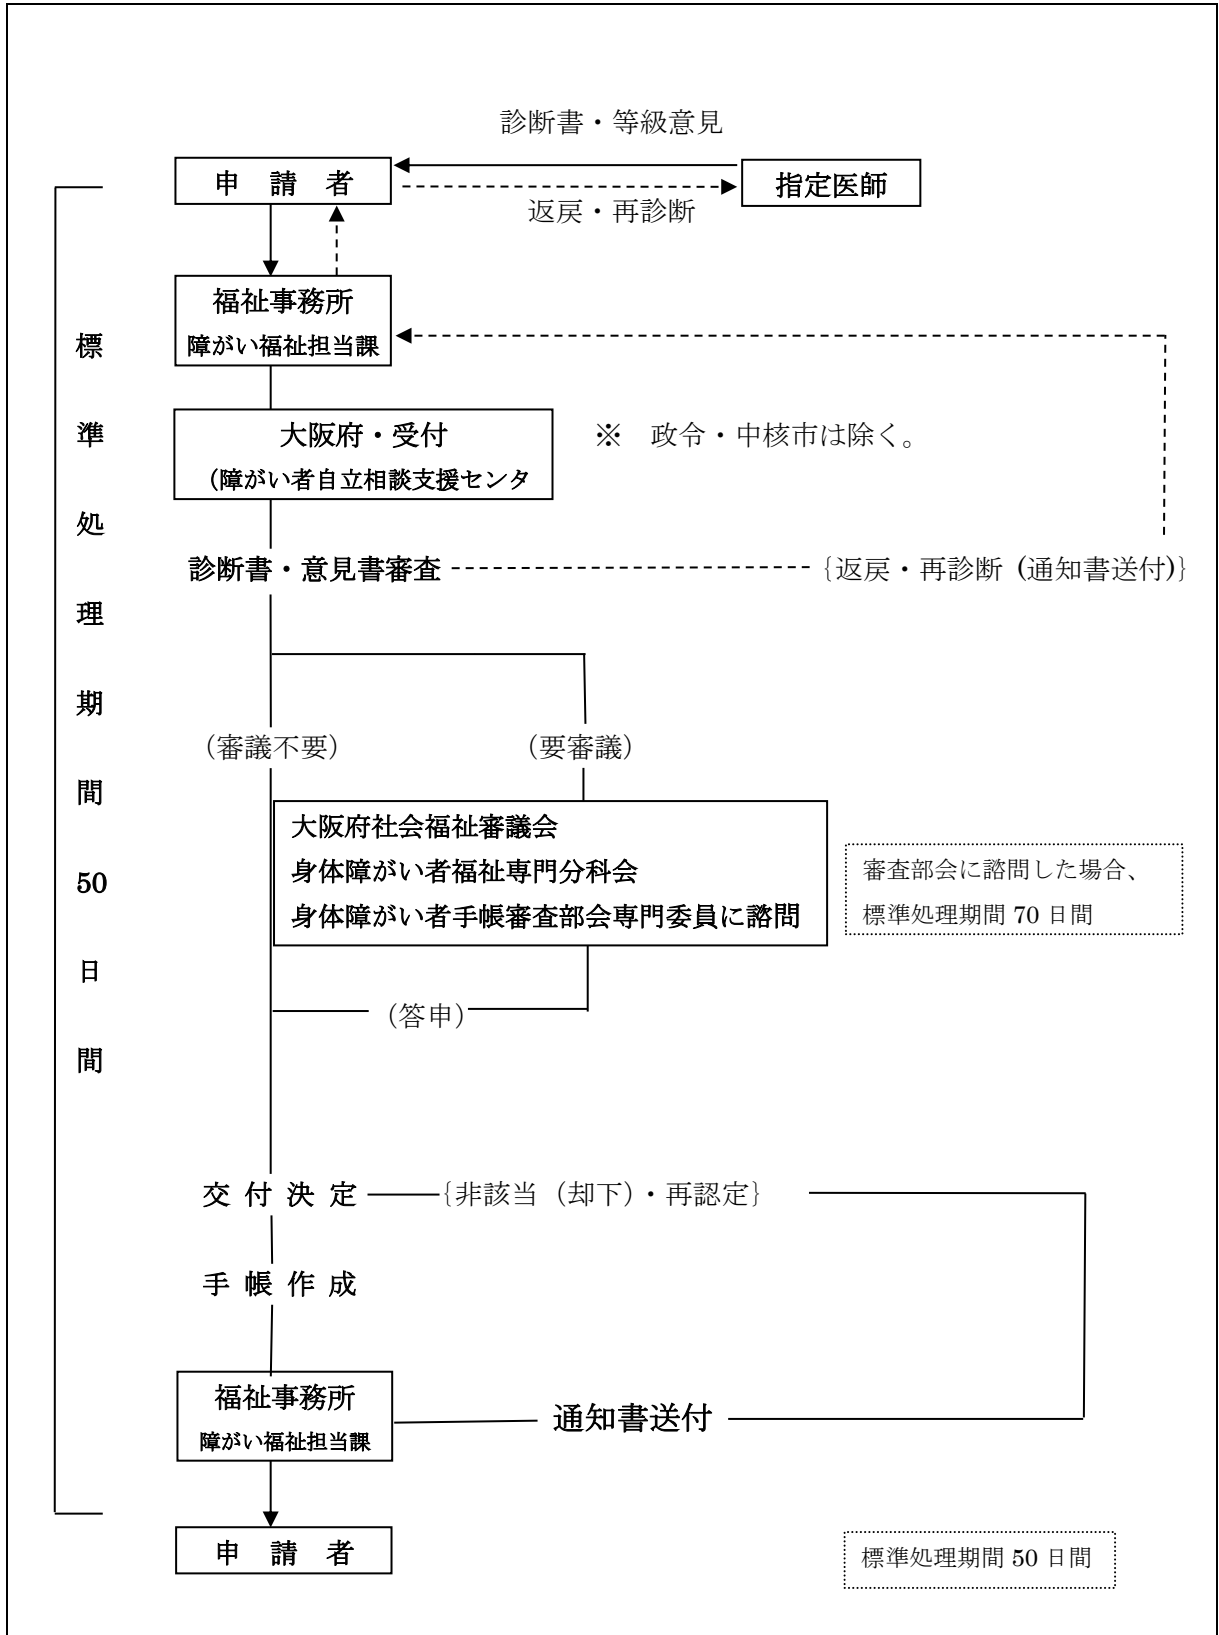 診断書・等級意見
申 請 者
指定医師
返戻・再診断
福祉事務所
障がい福祉担当課
大阪府・受付
（障がい者自立相談支援センタ
※ 政令・中核市は除く。
診断書・意見書審査
{返戻・再診断 (通知書送付)}
（審議不要）
（要審議）
大阪府社会福祉審議会
身体障がい者福祉専門分科会
身体障がい者手帳審査部会専門委員に諮問
審査部会に諮問した場合、
標準処理期間 70 日間
（答申）
標準処理期間50日間
交 付 決 定
{非該当（却下）・再認定}
手 帳 作 成
福祉事務所
障がい福祉担当課
通知書送付
申 請 者
標準処理期間 50 日間